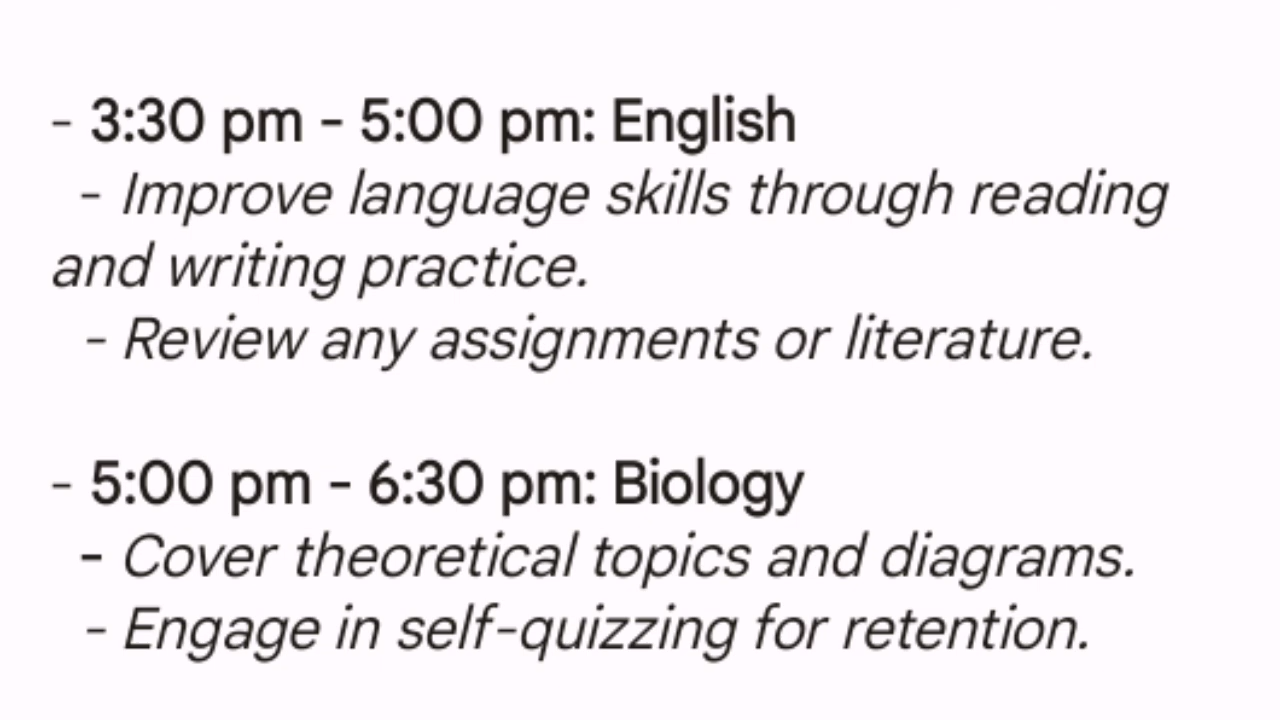 - 3:30 pm - 5:00 pm: English
- Improve language skills through reading
and writing practice.
- Review any assignments or literature.
- 5:00 pm - 6:30 pm: Biology
- Cover theoretical topics and diagrams.
- Engage in self-quizzing for retention.